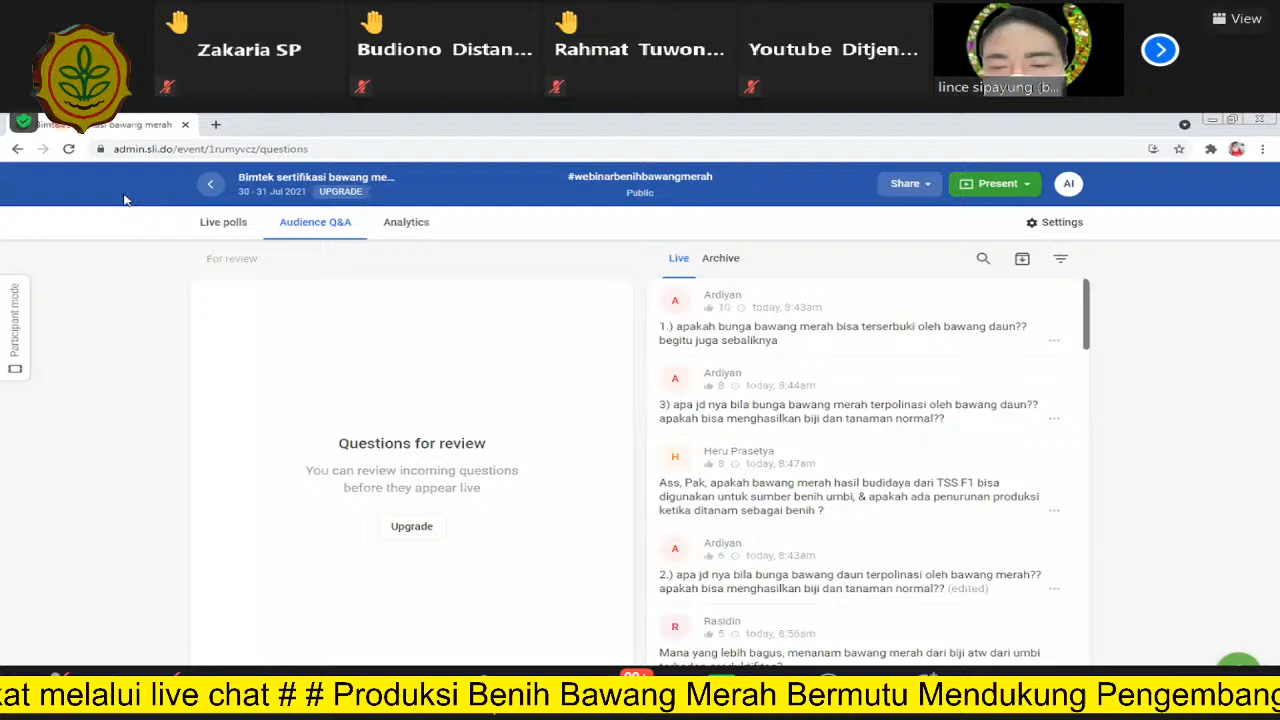 Zakaria SP
Budiono Distan...
Rahmat Tuwon...
Youtube Ditjen...
lince sipayung (b...
View
bawang merah
admin.sli.do/event/1rumyvcz/questions
Bimtek sertifikasi bawang me...
30 - 31 Jul 2021 UPGRADE
#webinarbenihbawangmerah
Public
Share
Present
AI
Live polls
Audience Q&A
Analytics
Settings
Participant mode
For review
Questions for review
You can review incoming questions
before they appear live
Upgrade
Live
Archive
A
Ardiyan
10 today, 8:43am
1.) apakah bunga bawang merah bisa terserbuki oleh bawang daun??
begitu juga sebaliknya
A
Ardiyan
8 today, 8:44am
3) apa jd nya bila bunga bawang merah terpolinasi oleh bawang daun??
apakah bisa menghasilkan biji dan tanaman normal??
H
Heru Prasetya
8 today, 8:47am
Ass, Pak, apakah bawang merah hasil budidaya dari TSS F1 bisa
digunakan untuk sumber benih umbi, & apakah ada penurunan produksi
ketika ditanam sebagai benih ?
A
Ardiyan
6 today, 8:43am
2.) apa jd nya bila bunga bawang daun terpolinasi oleh bawang merah??
apakah bisa menghasilkan biji dan tanaman normal?? (edited)
R
Rasidin
5 today, 8:56am
Mana yang lebih bagus, menanam bawang merah dari biji atw dari umbi
kat melalui live chat # # Produksi Benih Bawang Merah Bermutu Mendukung Pengembang